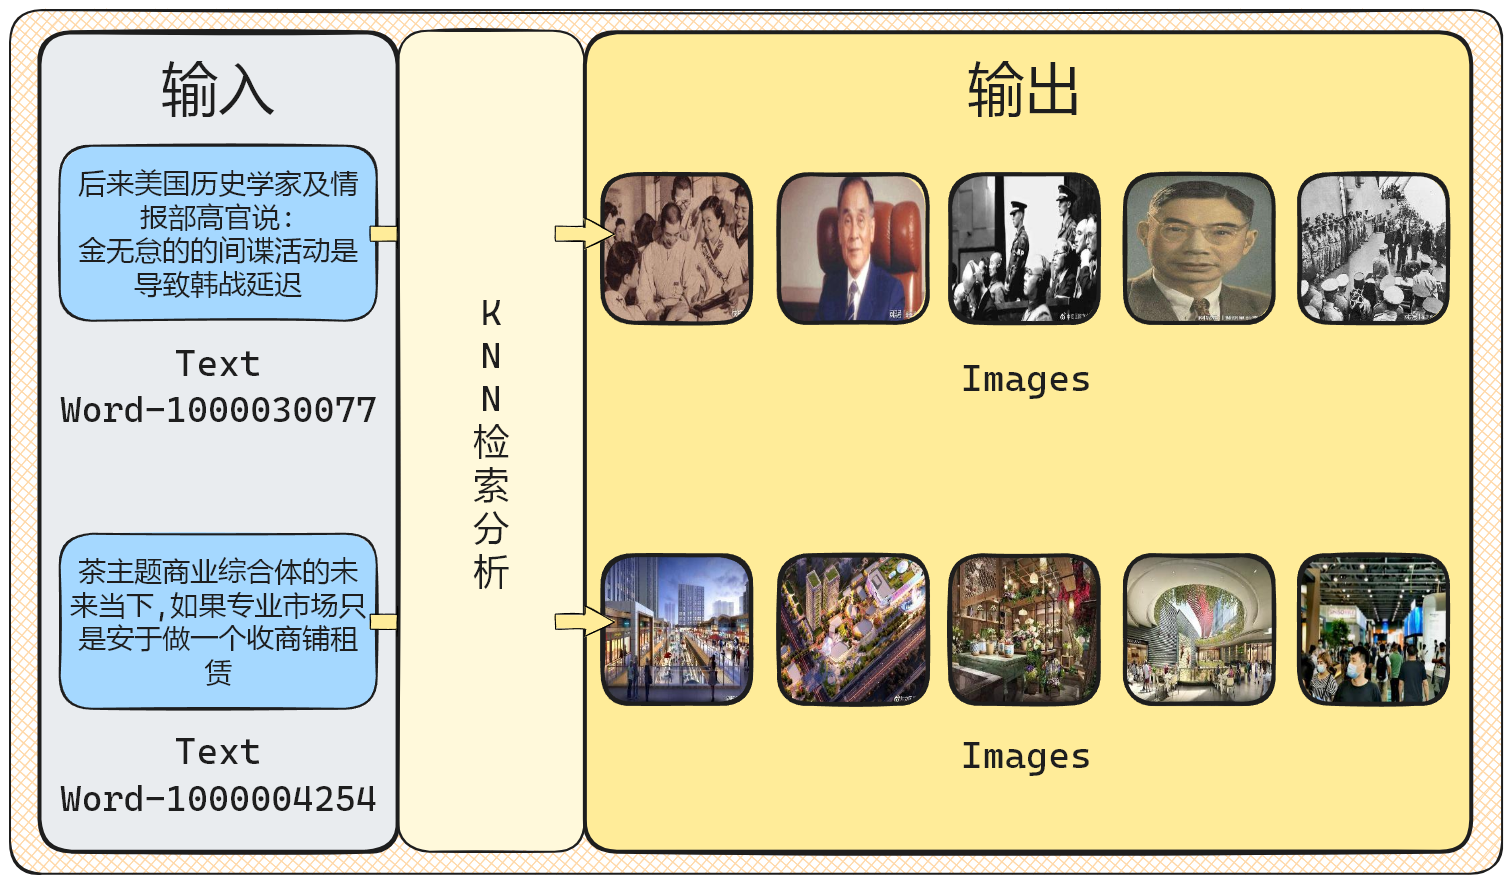 输入
输出
后来美国历史学家及情
报部高官说:
金无怠的的间谍活动是
导致韩战延迟
Text
Word-1000030077
KNN检索分析
Images
茶主题商业综合体的未
来当下,如果专业市场只
是安于做一个收商铺租
赁
Text
Word-1000004254
Images